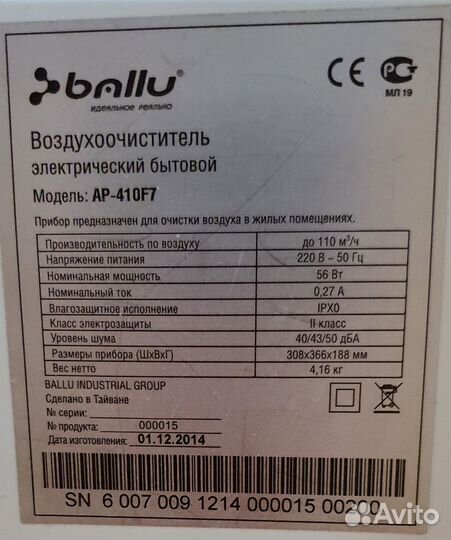 ballu®
ИДЕАЛЬНОЕ РЕАЛЬНО
CE РСТ
МЛ 19
Воздухоочиститель
электрический бытовой
Модель: AP-410F7
Прибор предназначен для очистки воздуха в жилых помещениях.
Производительность по воздуху до 110 м³/ч
Напряжение питания 220 В ~ 50 Гц
Номинальная мощность 56 Вт
Номинальный ток 0,27 А
Влагозащитное исполнение IPX0
Класс электрозащиты II класс
Уровень шума 40/43/50 дБА
Размеры прибора (ШхВхГ) 308х366х188 мм
Вес нетто 4,16 кг
BALLU INDUSTRIAL GROUP
Сделано в Тайване
№ серии:
№ продукта: 000015
Дата изготовления: 01.12.2014
SN 6 007 009 1214 000015 00200
Avito